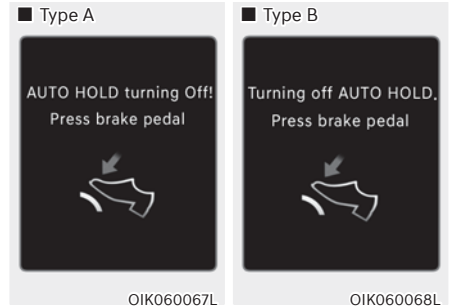 ■ Type A
AUTO HOLD turning Off!
Press brake pedal
OIK060067L
■ Type B
Turning off AUTO HOLD.
Press brake pedal
OIK060068L